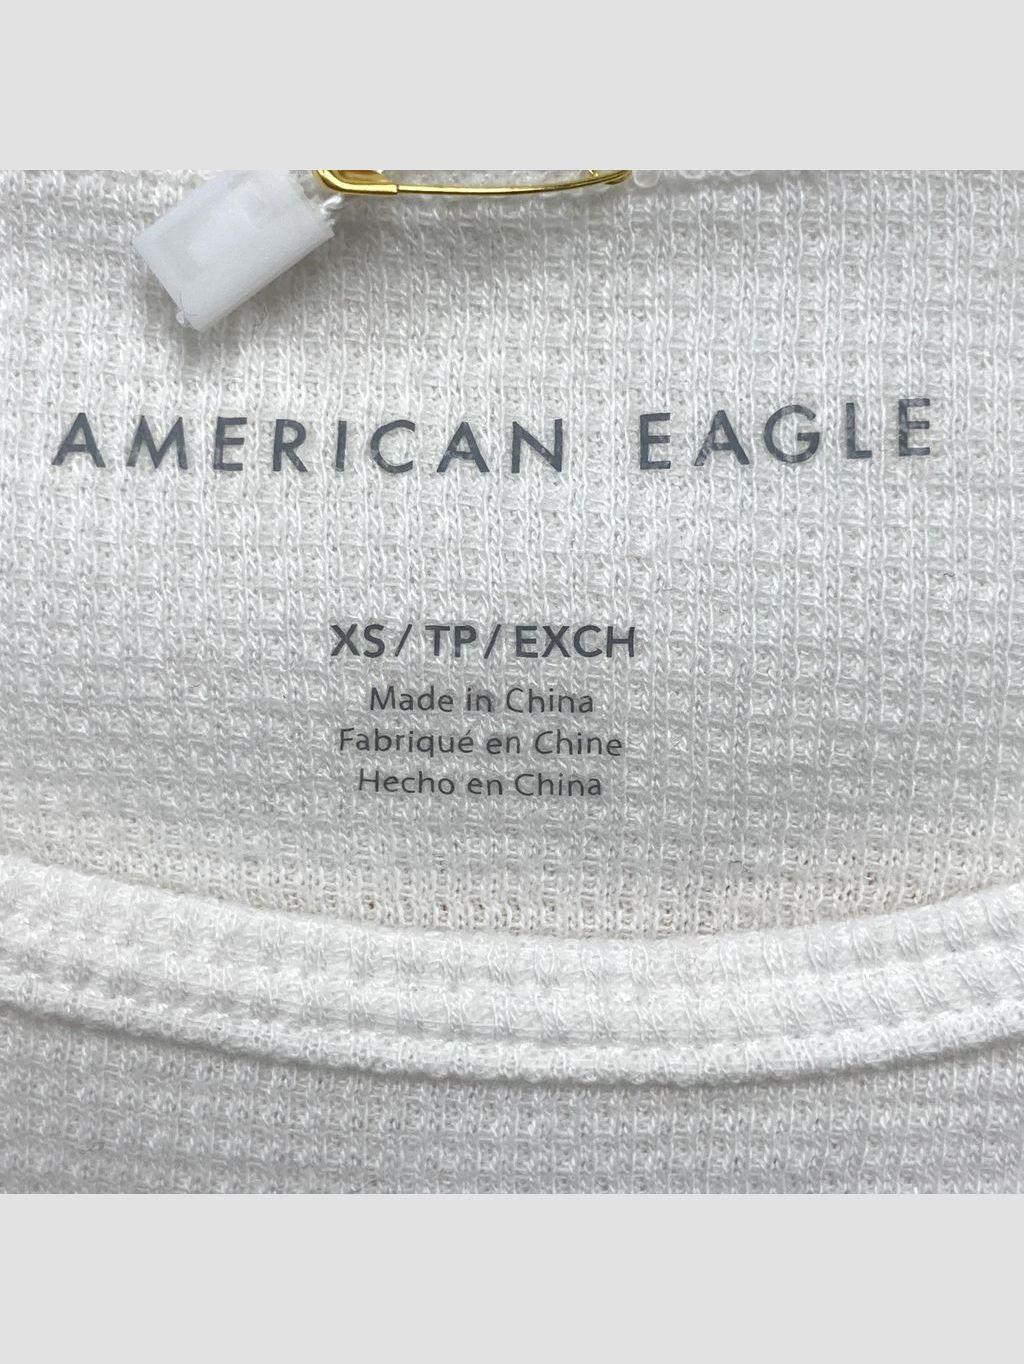 AMERICAN EAGLE
XS/TP/EXCH
Made in China
Fabriqué en Chine
Hecho en China